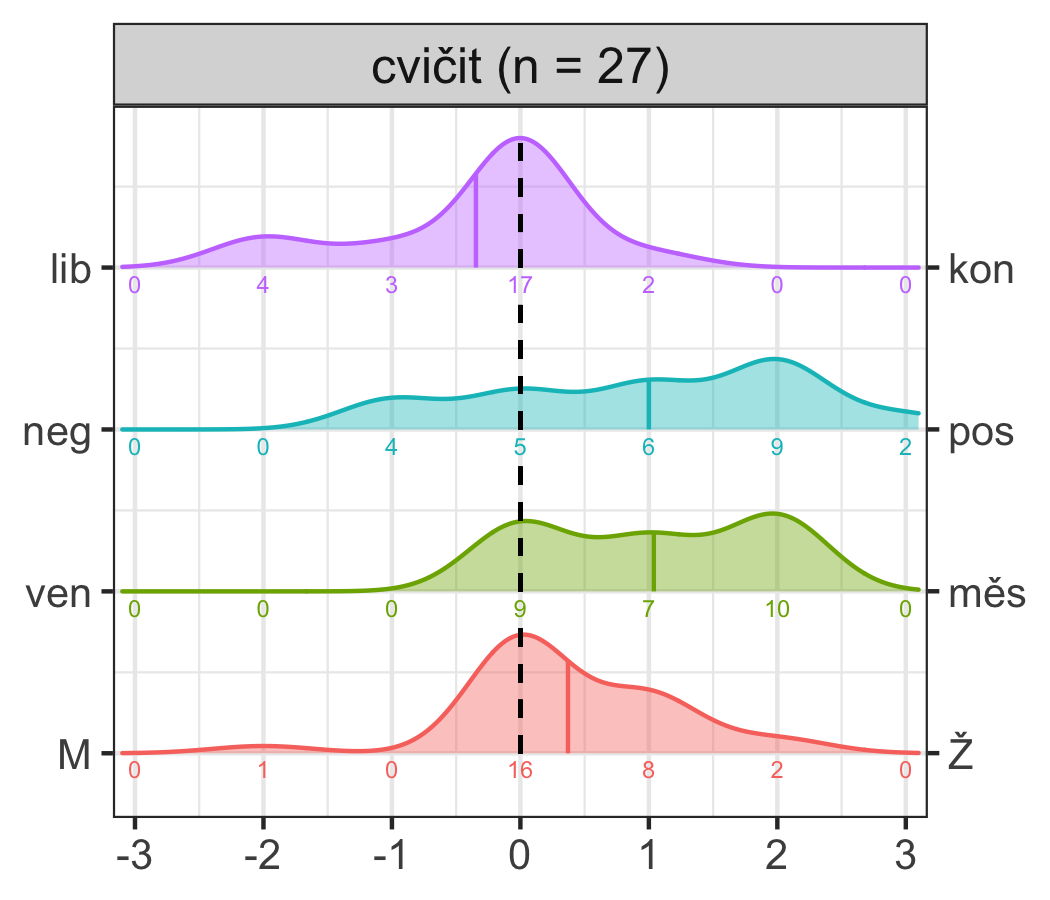 cvičit (n = 27)
lib kon
0 4 3 17 2 0 0
neg pos
0 0 4 5 6 9 2
ven měs
0 0 0 9 7 10 0
M Ž
0 1 0 16 8 2 0
-3 -2 -1 0 1 2 3